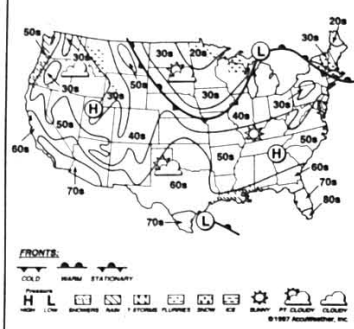 20s
50s
30s
30s
20s
L
30s
50s
30s
30s
30s
H
30s
50s
40s
40s
H
50s
60s
60s
70s
60s
70s
80s
70s
L
FRONTS:
COLD WARM STATIONARY
Pressure
H L
HIGH LOW SHOWERS RAIN T-STORMS FLURRIES SNOW ICE SUNNY PT CLOUDY CLOUDY
©1997 AccuWeather, Inc.